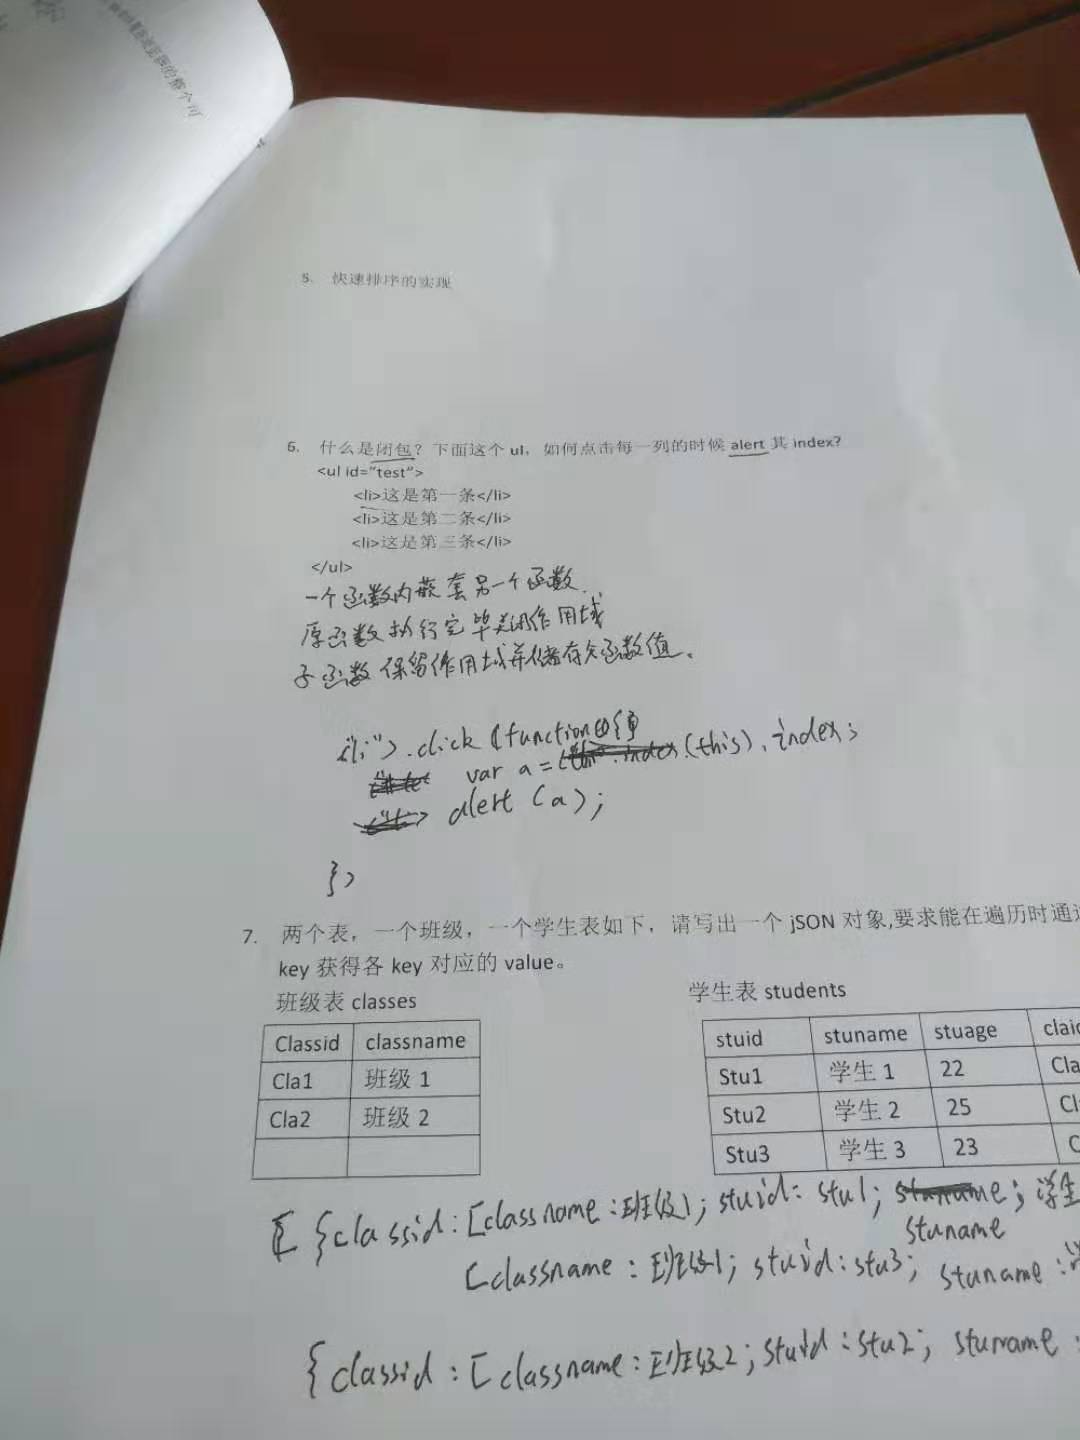 的整个可
5. 快速排序的实现
6. 什么是闭包？下面这个 ul，如何点击每一列的时候 alert 其 index?
<ul id="test">
<li>这是第一条</li>
<li>这是第二条</li>
<li>这是第三条</li>
</ul>
一个函数内嵌套另一个函数.
原函数执行完毕关闭作用域
子函数保留作用域并储存父函数值。
("li").click(function(){
var a = (this).index;
alert (a);
})
7. 两个表，一个班级，一个学生表如下，请写出一个 jSON 对象,要求能在遍历时通过
key 获得各 key 对应的 value。
班级表 classes 学生表 students
Classid classname stuid stuname stuage
Cla1 班级 1 Stu1 学生 1 22 Cla
Cla2 班级 2 Stu2 学生 2 25
Stu3 学生 3 23
[ {classid: [classname:班级1; stuid: stu1; stuname; 学生
stuname
[classname: 班级1; stuid: stu3; stuname:
{classid: [classname:班级2; stuid: stu2; stuname: